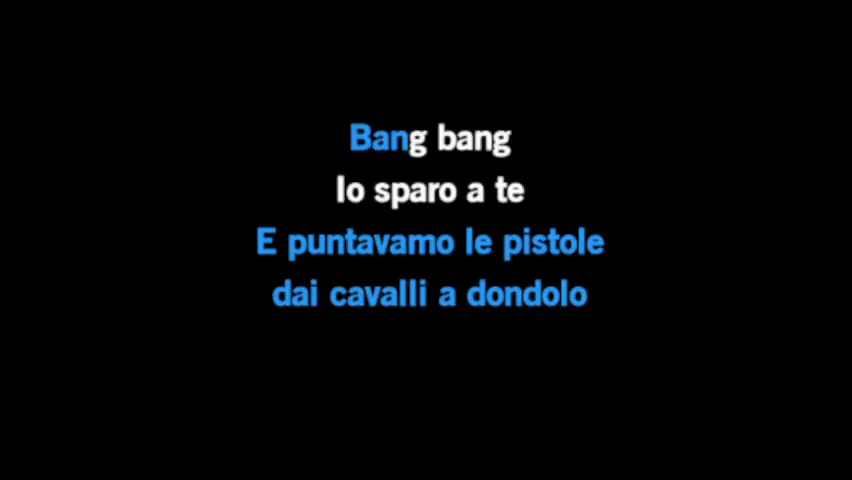 Bang bang
Io sparo a te
E puntavamo le pistole
dai cavalli a dondolo